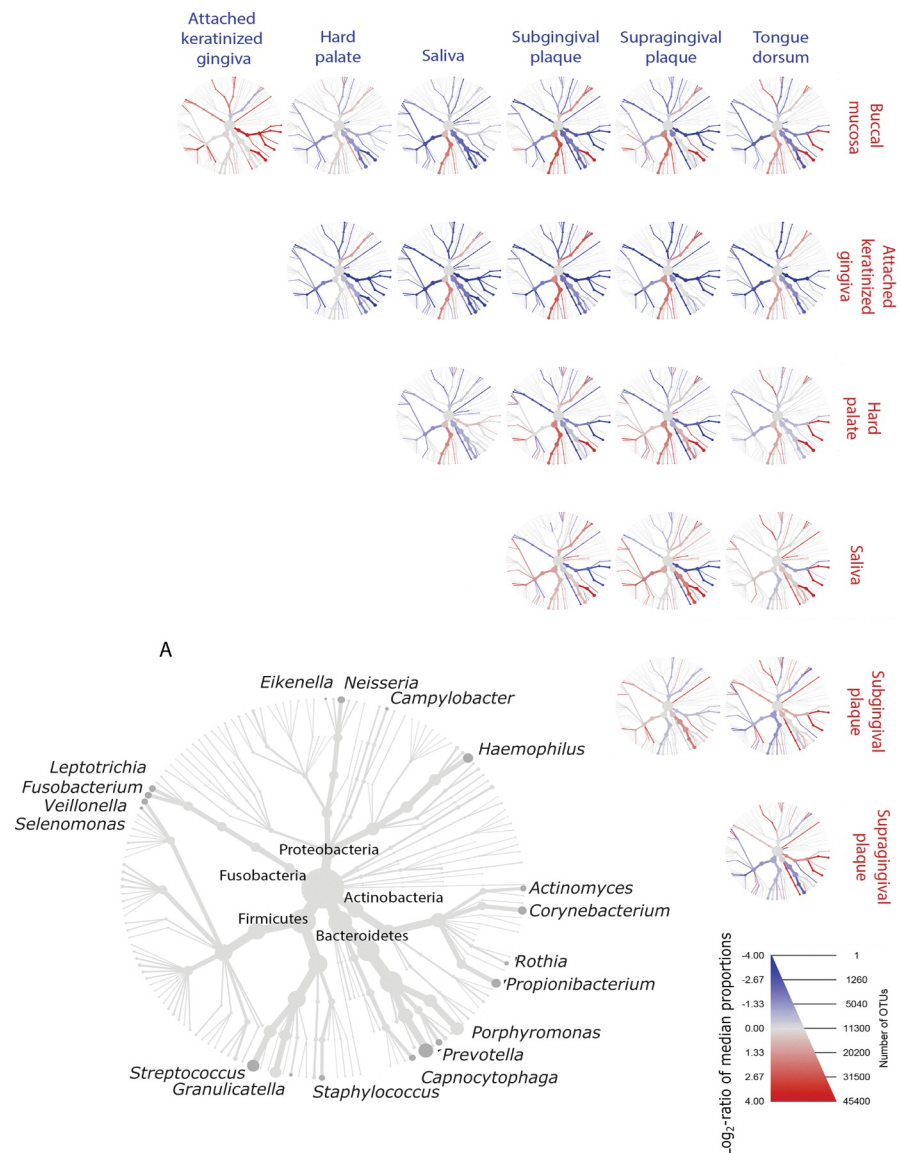 Attached
keratinized
gingiva
Hard
palate
Saliva
Subgingival
plaque
Supragingival
plaque
Tongue
dorsum
Buccal
mucosa
Attached
keratinized
gingiva
Hard
palate
Saliva
Subgingival
plaque
Supragingival
plaque
A
Eikenella
Neisseria
Campylobacter
Haemophilus
Leptotrichia
Fusobacterium
Veillonella
Selenomonas
Proteobacteria
Fusobacteria
Actinobacteria
Firmicutes
Bacteroidetes
Actinomyces
Corynebacterium
Rothia
Propionibacterium
Porphyromonas
Prevotella
Capnocytophaga
Streptococcus
Granulicatella
Staphylococcus
Log₂-ratio of median proportions
-4.00 1
-2.67 1260
-1.33 5040
0.00 11300
1.33 20200
2.67 31500
4.00 45400
Number of OTUs